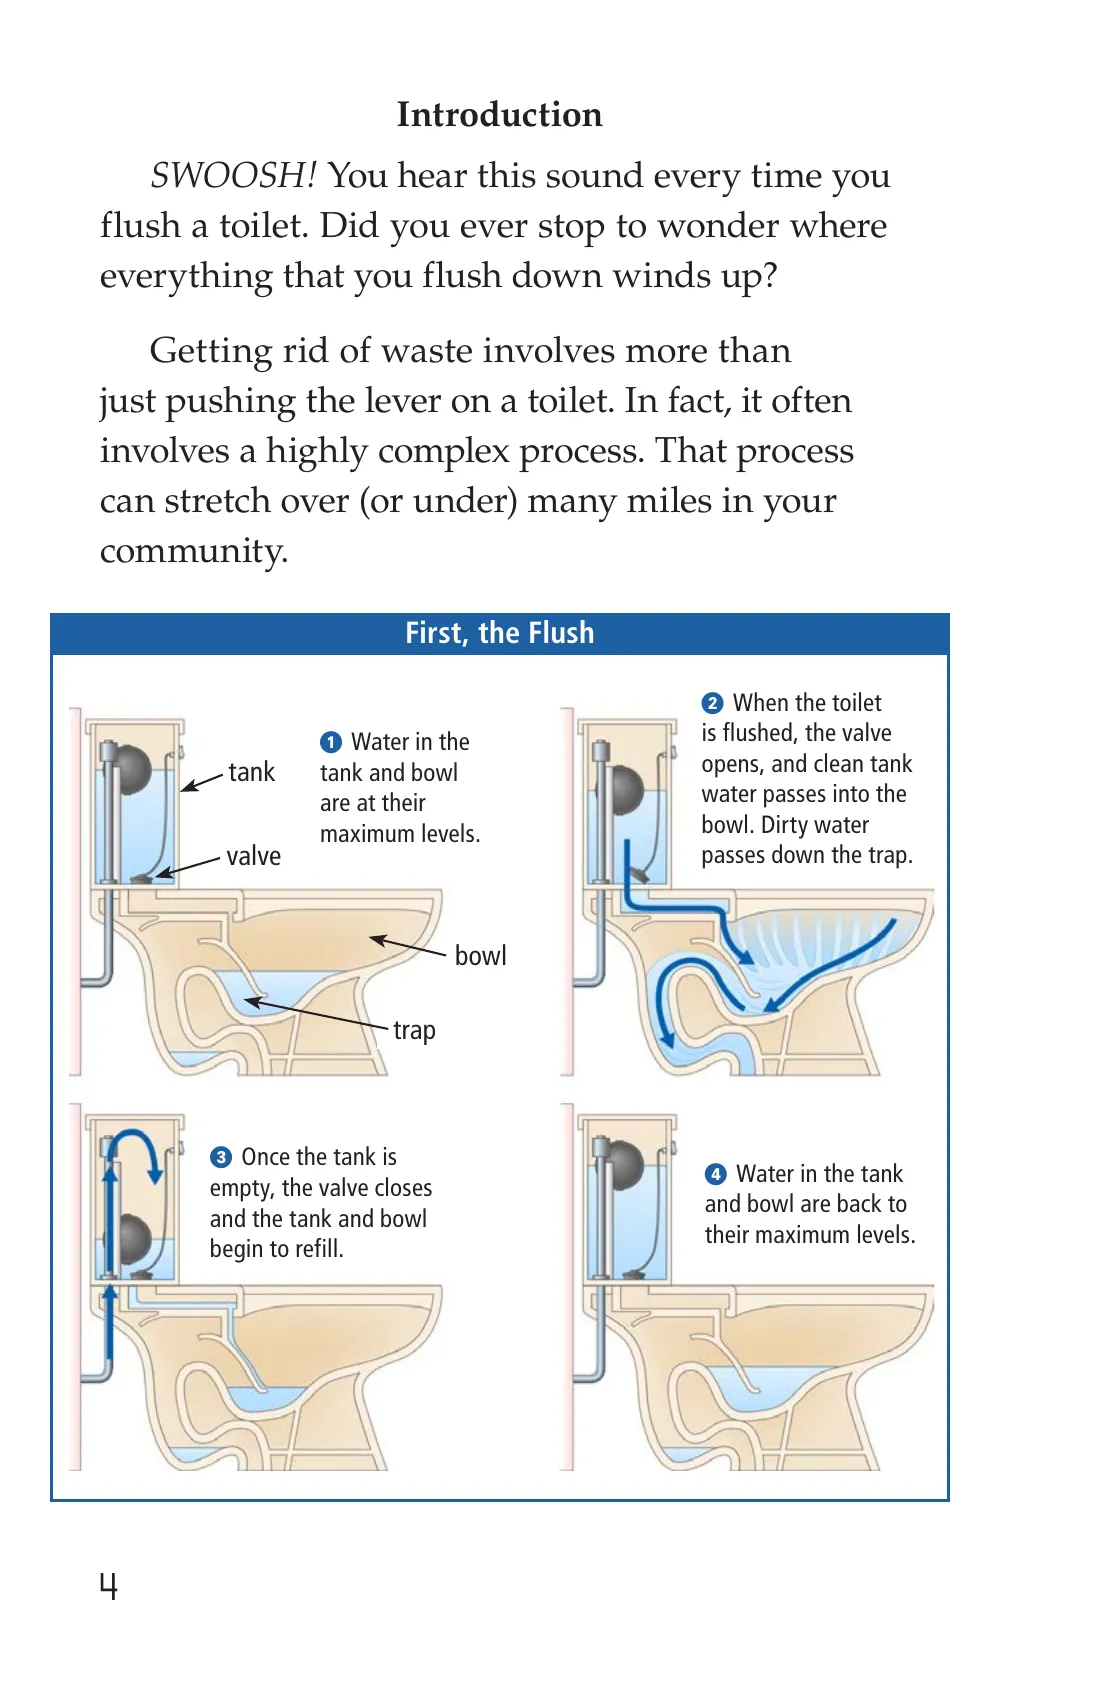 Introduction
SWOOSH! You hear this sound every time you
flush a toilet. Did you ever stop to wonder where
everything that you flush down winds up?
Getting rid of waste involves more than
just pushing the lever on a toilet. In fact, it often
involves a highly complex process. That process
can stretch over (or under) many miles in your
community.
First, the Flush
1 Water in the
tank and bowl
are at their
maximum levels.
tank
valve
bowl
trap
2 When the toilet
is flushed, the valve
opens, and clean tank
water passes into the
bowl. Dirty water
passes down the trap.
3 Once the tank is
empty, the valve closes
and the tank and bowl
begin to refill.
4 Water in the tank
and bowl are back to
their maximum levels.
4